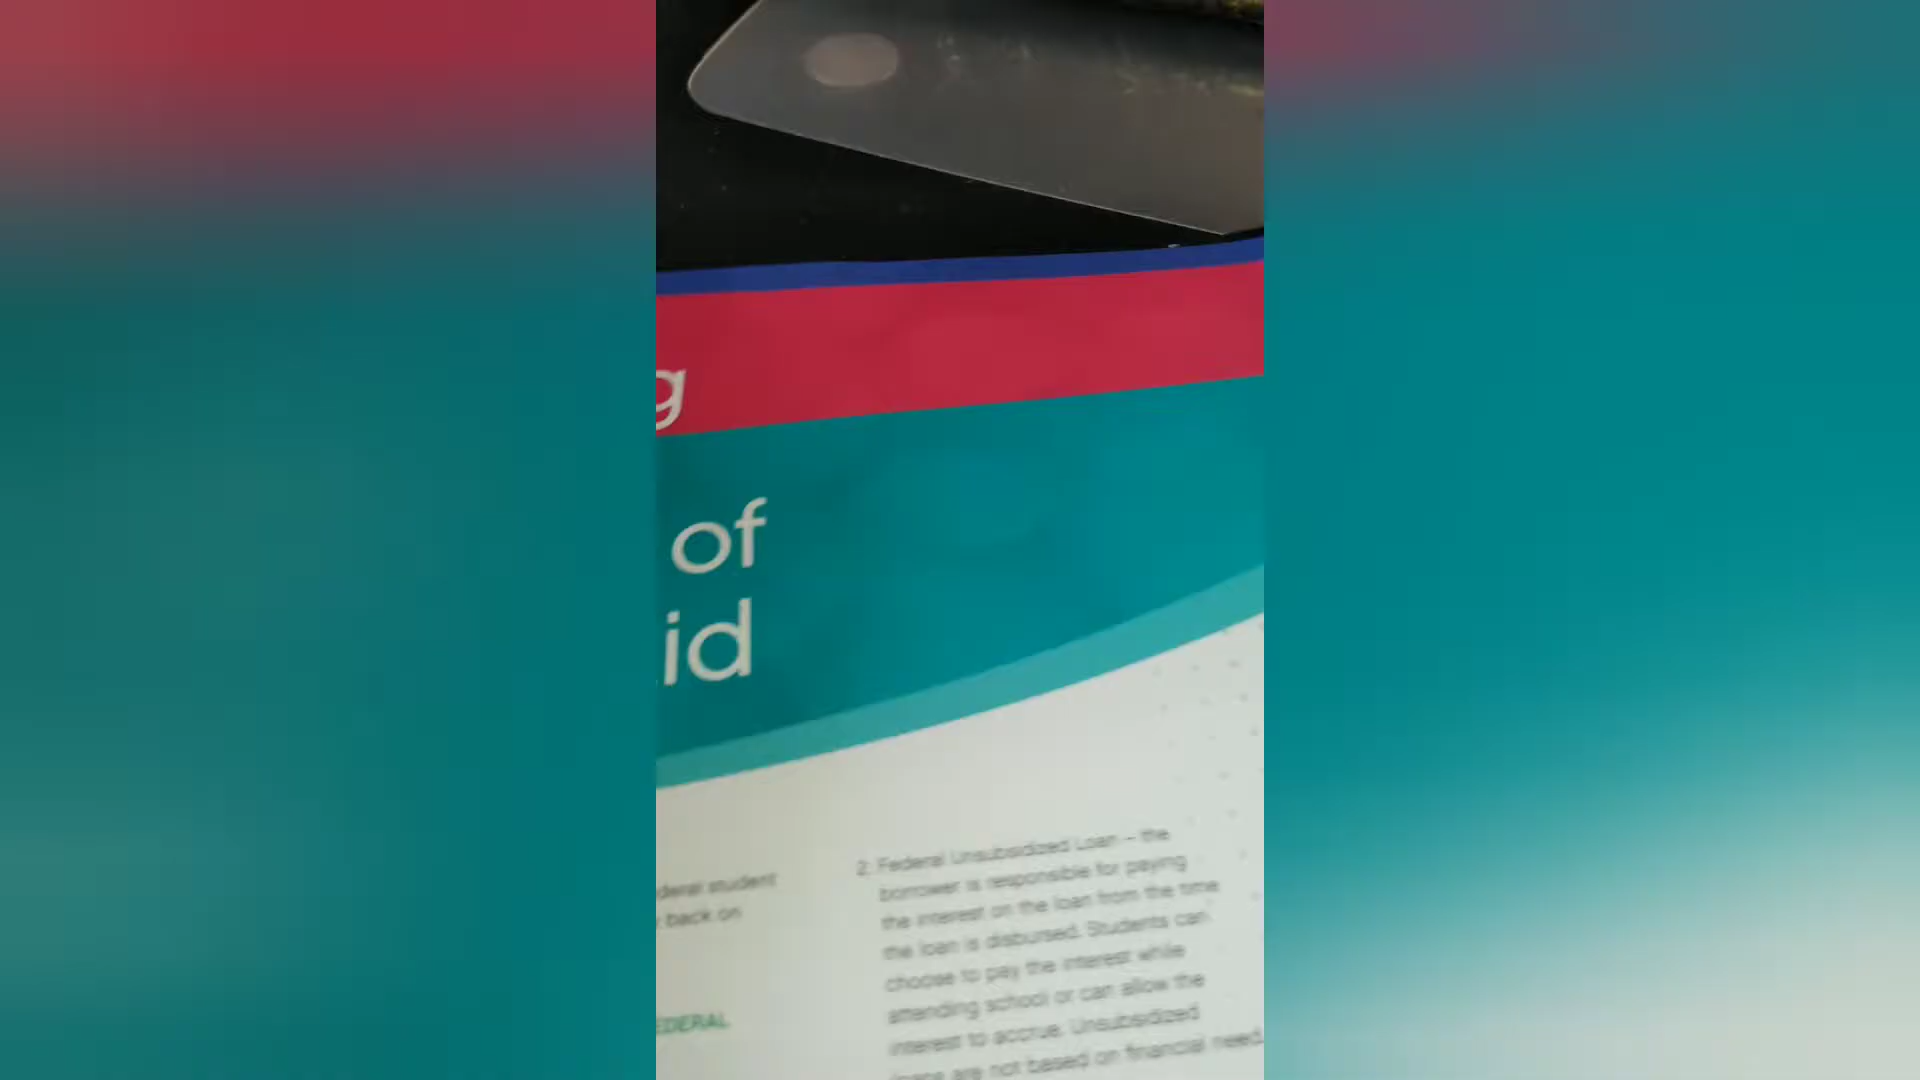 g
of
id
deral student
back on
EDERAL
2. Federal Unsubsidized Loan – the
borrower is responsible for paying
the interest on the loan from the time
the loan is disbursed. Students can
choose to pay the interest while
attending school or can allow the
interest to accrue. Unsubsidized
loans are not based on financial need.